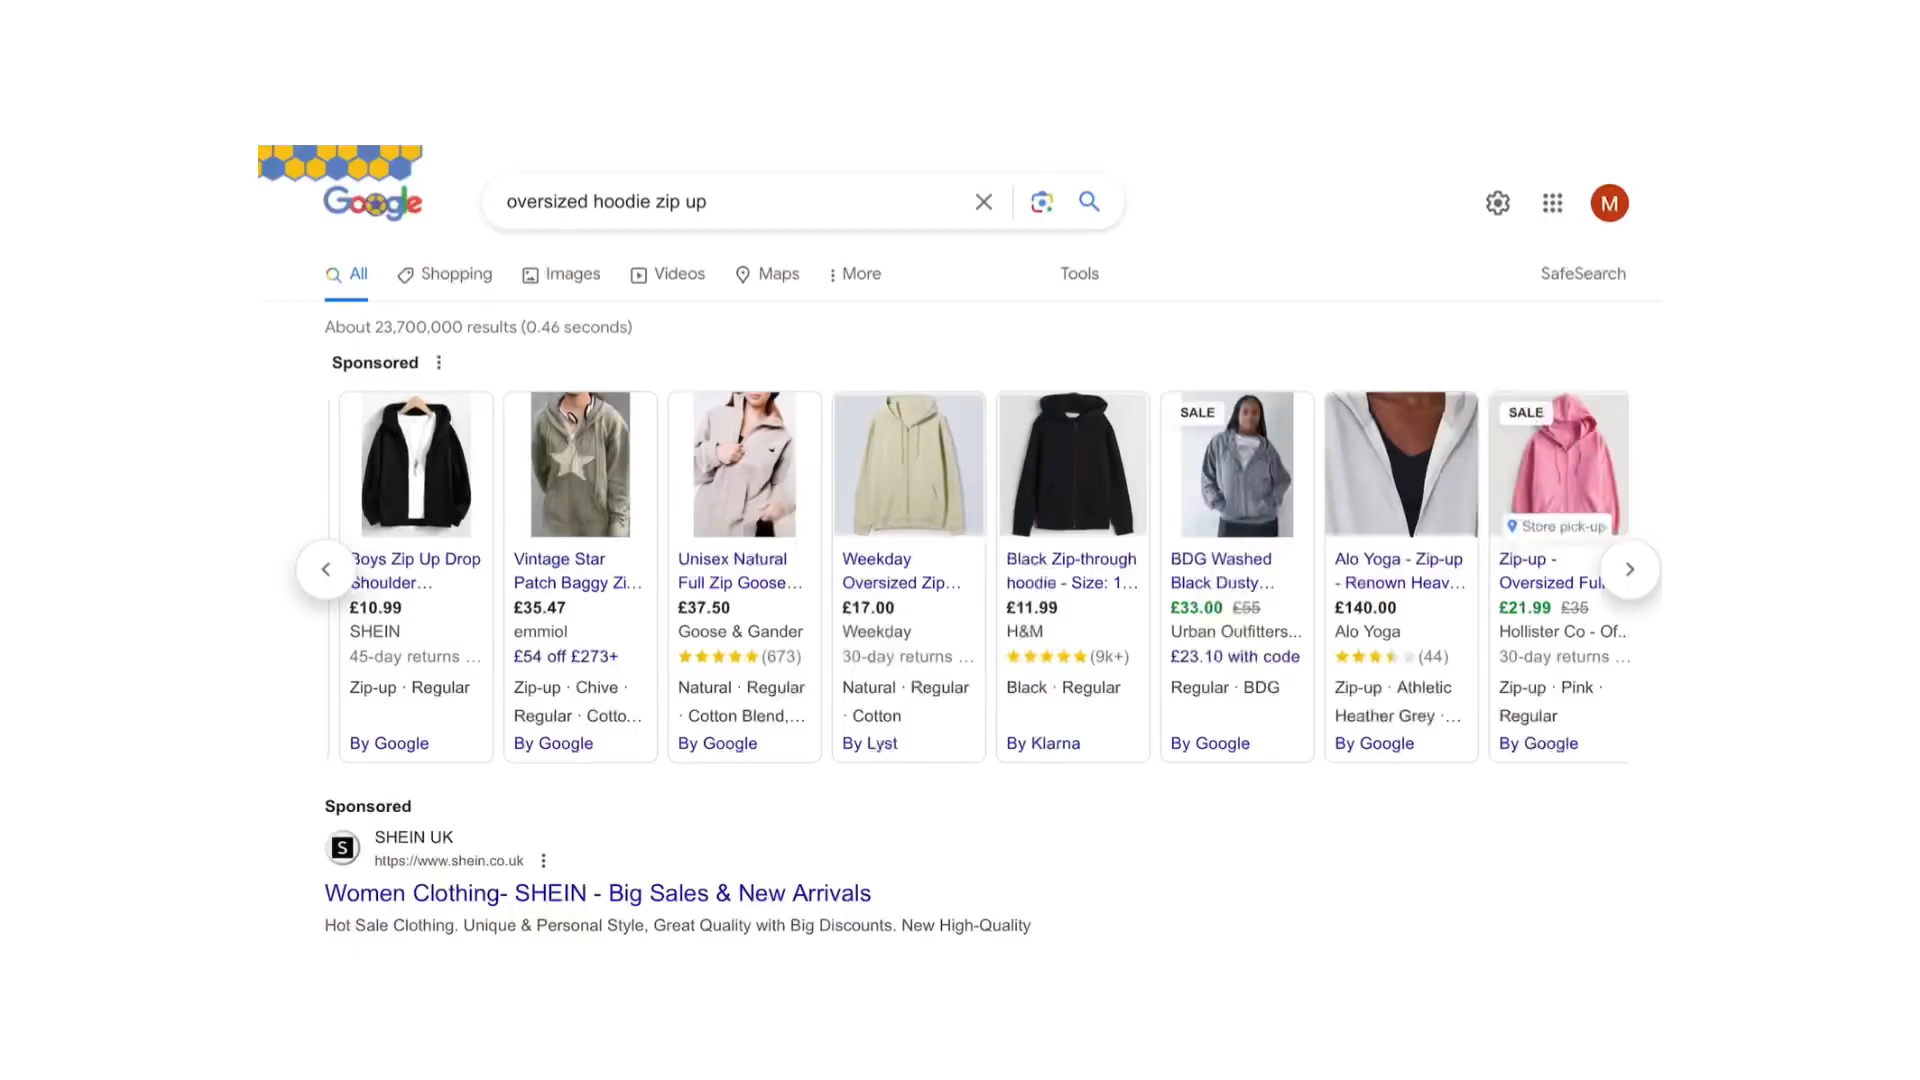 Google
oversized hoodie zip up
M
All
Shopping
Images
Videos
Maps
More
Tools
SafeSearch
About 23,700,000 results (0.46 seconds)
Sponsored
Boys Zip Up Drop
Shoulder...
£10.99
SHEIN
45-day returns ...
Zip-up · Regular
By Google
Vintage Star
Patch Baggy Zi...
£35.47
emmiol
£54 off £273+
Zip-up · Chive ·
Regular · Cotto...
By Google
Unisex Natural
Full Zip Goose...
£37.50
Goose & Gander
(673)
Natural · Regular
· Cotton Blend,...
By Google
Weekday
Oversized Zip...
£17.00
Weekday
30-day returns ...
Natural · Regular
· Cotton
By Lyst
Black Zip-through
hoodie - Size: 1...
£11.99
H&M
(9k+)
Black · Regular
By Klarna
SALE
BDG Washed
Black Dusty...
£33.00 £55
Urban Outfitters...
£23.10 with code
Regular · BDG
By Google
Alo Yoga - Zip-up
- Renown Heav...
£140.00
Alo Yoga
(44)
Zip-up · Athletic
Heather Grey ·...
By Google
SALE
Store pick-up
Zip-up -
Oversized Ful
£21.99 £35
Hollister Co - Of..
30-day returns ...
Zip-up · Pink ·
Regular
By Google
Sponsored
S
SHEIN UK
https://www.shein.co.uk
Women Clothing- SHEIN - Big Sales & New Arrivals
Hot Sale Clothing. Unique & Personal Style, Great Quality with Big Discounts. New High-Quality